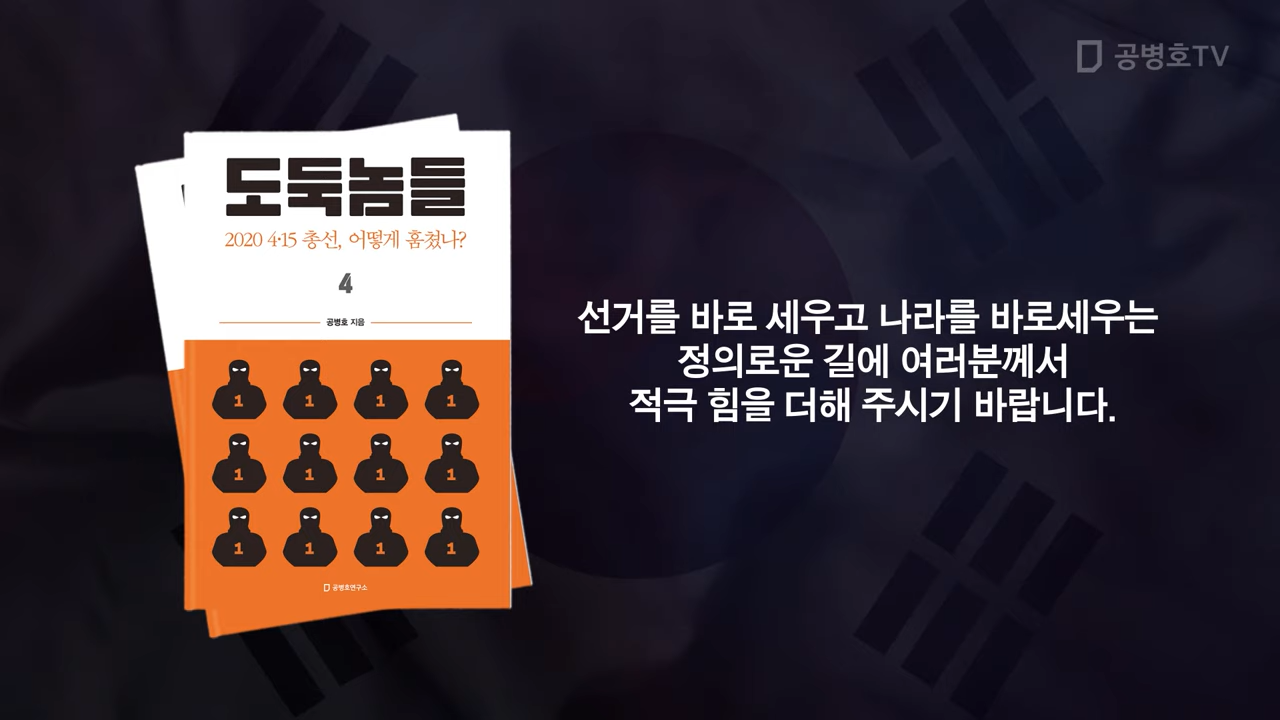 공병호TV
도둑놈들
2020 4·15 총선, 어떻게 훔쳤나?
4
공병호 지음
1 1 1 1
1 1 1 1
1 1 1 1
공병호연구소
선거를 바로 세우고 나라를 바로세우는
정의로운 길에 여러분께서
적극 힘을 더해 주시기 바랍니다.